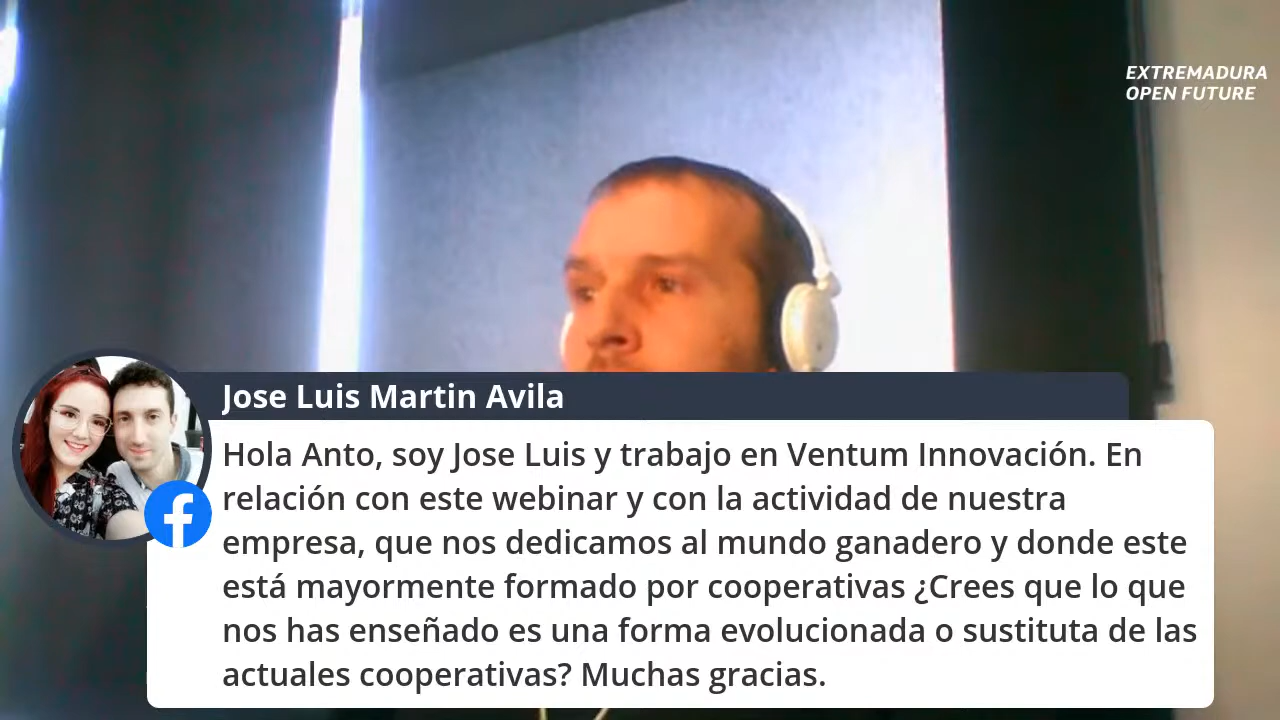 EXTREMADURA
OPEN FUTURE
Jose Luis Martin Avila
Hola Anto, soy Jose Luis y trabajo en Ventum Innovación. En
relación con este webinar y con la actividad de nuestra
empresa, que nos dedicamos al mundo ganadero y donde este
está mayormente formado por cooperativas ¿Crees que lo que
nos has enseñado es una forma evolucionada o sustituta de las
actuales cooperativas? Muchas gracias.